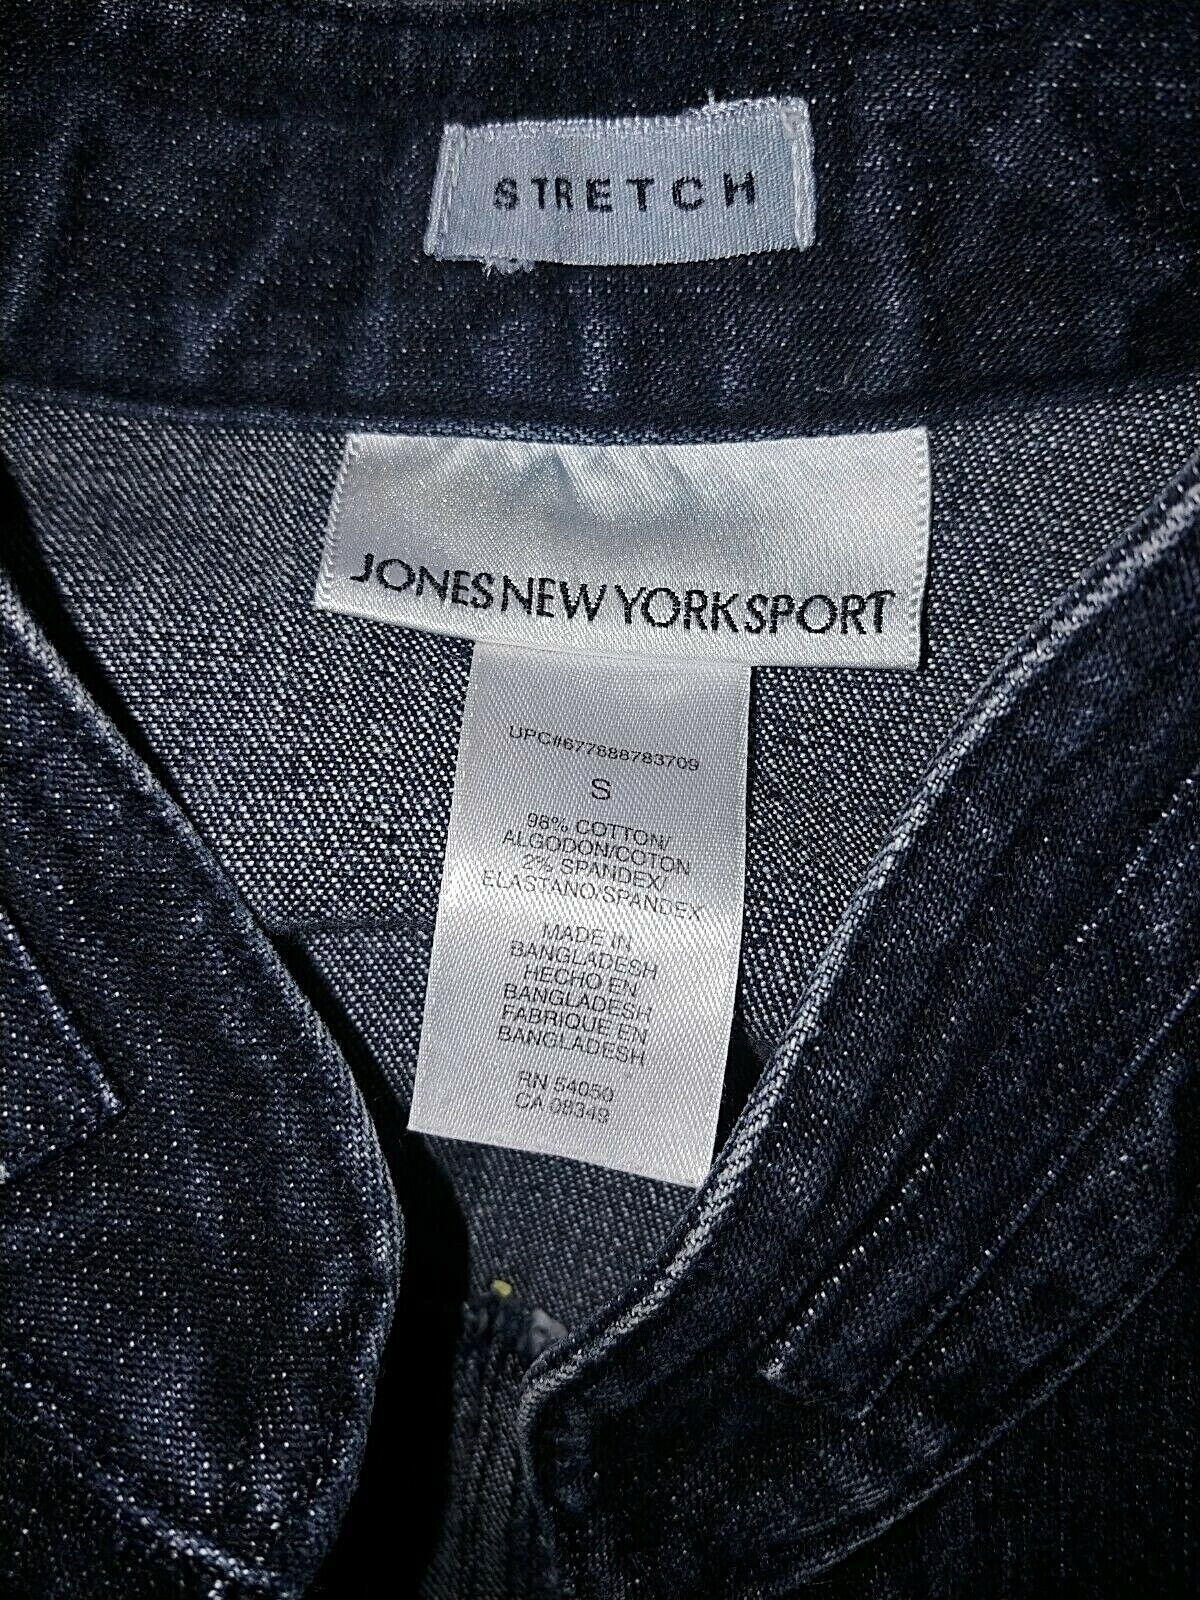 STRETCH
JONES NEW YORK SPORT
UPC#677888783709
S
98% COTTON/
ALGODON/COTON
2% SPANDEX/
ELASTANO/SPANDEX
MADE IN
BANGLADESH
HECHO EN
BANGLADESH
FABRIQUE EN
BANGLADESH
RN 54050
CA 08349